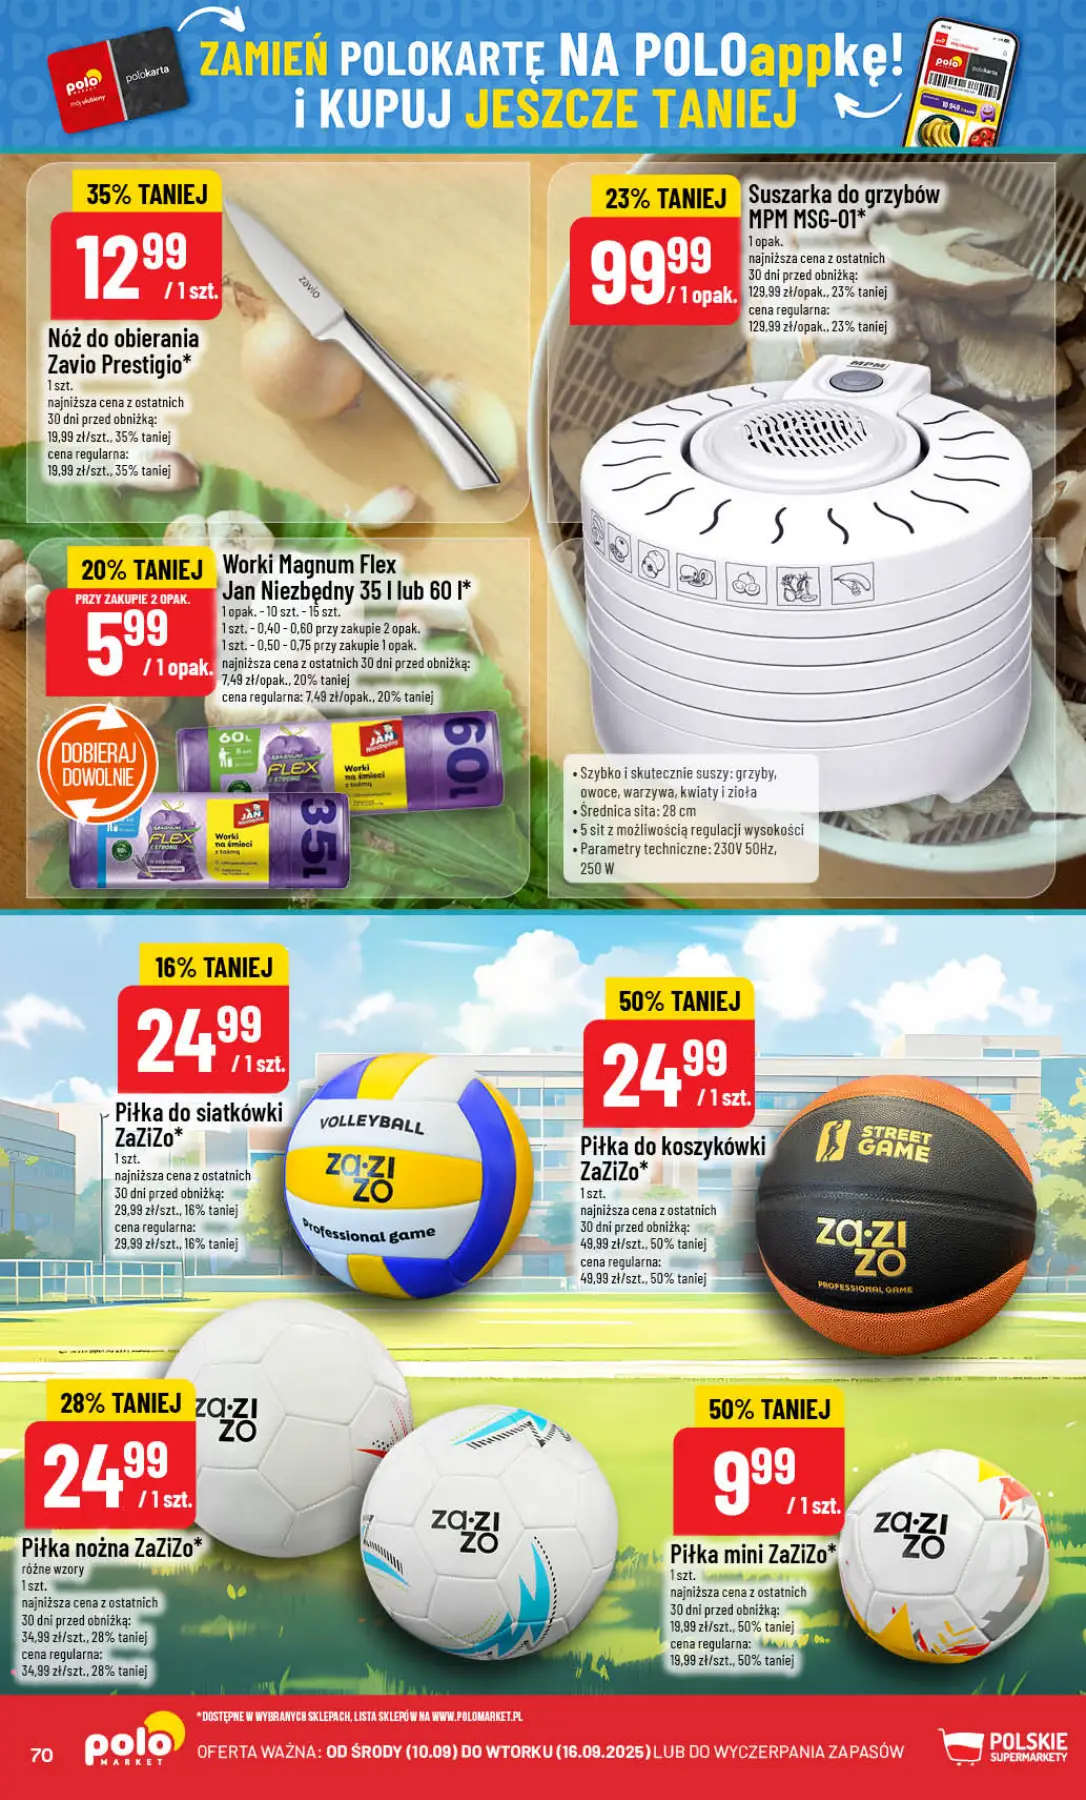 polo
MARKET
mój ulubiony
polokarta
ZAMIEŃ POLOKARTĘ NA POLOappkę!
i KUPUJ JESZCZE TANIEJ
35% TANIEJ
12 99
/ 1 szt.
Nóż do obierania
Zavio Prestigio*
1 szt.
najniższa cena z ostatnich
30 dni przed obniżką:
19,99 zł/szt., 35% taniej
cena regularna:
19,99 zł/szt., 35% taniej
zavio
23% TANIEJ
99 99
/ 1 opak.
Suszarka do grzybów
MPM MSG-01*
1 opak.
najniższa cena z ostatnich
30 dni przed obniżką:
129,99 zł/opak., 23% taniej
cena regularna:
129,99 zł/opak., 23% taniej
MPM
• Szybko i skutecznie suszy: grzyby,
owoce, warzywa, kwiaty i zioła
• Średnica sita: 28 cm
• 5 sit z możliwością regulacji wysokości
• Parametry techniczne: 230V 50Hz,
250 W
20% TANIEJ
PRZY ZAKUPIE 2 OPAK.
5 99
/ 1 opak.
Worki Magnum Flex
Jan Niezbędny 35 l lub 60 l*
1 opak. - 10 szt. - 15 szt.
1 szt. - 0,40 - 0,60 przy zakupie 2 opak.
1 szt. - 0,50 - 0,75 przy zakupie 1 opak.
najniższa cena z ostatnich 30 dni przed obniżką:
7,49 zł/opak., 20% taniej
cena regularna: 7,49 zł/opak., 20% taniej
DOBIERAJ
DOWOLNIE
60L
MAGNUM
FLEX
JAN
Niezbędny
Worki
na śmieci
z taśmą
60L
FLEX
& STRONG
JAN
Worki
na śmieci
z taśmą
35L
16% TANIEJ
24 99
/ 1 szt.
Piłka do siatkówki
ZaZiZo*
1 szt.
najniższa cena z ostatnich
30 dni przed obniżką:
29,99 zł/szt., 16% taniej
cena regularna:
29,99 zł/szt., 16% taniej
VOLLEYBALL
za·zi
zo
Professional game
50% TANIEJ
24 99
/ 1 szt.
Piłka do koszykówki
ZaZiZo*
1 szt.
najniższa cena z ostatnich
30 dni przed obniżką:
49,99 zł/szt., 50% taniej
cena regularna:
49,99 zł/szt., 50% taniej
STREET
GAME
za·zi
zo
PROFESSIONAL GAME
28% TANIEJ
24 99
/ 1 szt.
Piłka nożna ZaZiZo*
różne wzory
1 szt.
najniższa cena z ostatnich
30 dni przed obniżką:
34,99 zł/szt., 28% taniej
cena regularna:
34,99 zł/szt., 28% taniej
za·zi
zo
za·zi
zo
50% TANIEJ
9 99
/ 1 szt.
Piłka mini ZaZiZo*
1 szt.
najniższa cena z ostatnich
30 dni przed obniżką:
19,99 zł/szt., 50% taniej
cena regularna:
19,99 zł/szt., 50% taniej
za·zi
zo
*DOSTĘPNE W WYBRANYCH SKLEPACH, LISTA SKLEPÓW NA WWW.POLOMARKET.PL
70
polo
MARKET
OFERTA WAŻNA: OD ŚRODY (10.09) DO WTORKU (16.09.2025) LUB DO WYCZERPANIA ZAPASÓW
POLSKIE
SUPERMARKETY